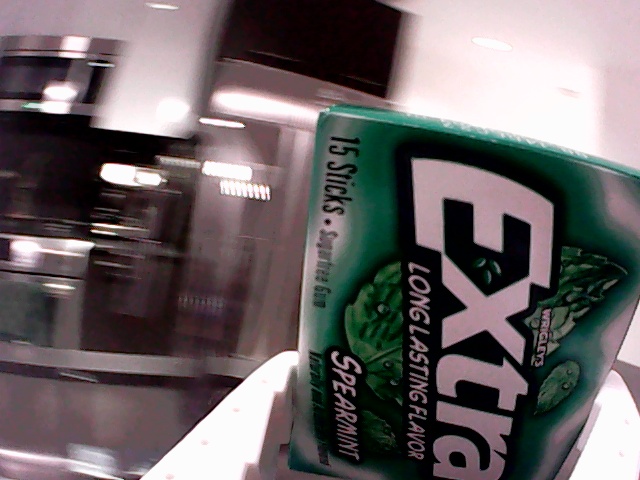 WRIGLEY'S
Extra
LONG LASTING FLAVOR
SPEARMINT
15 Sticks • Sugarfree Gum